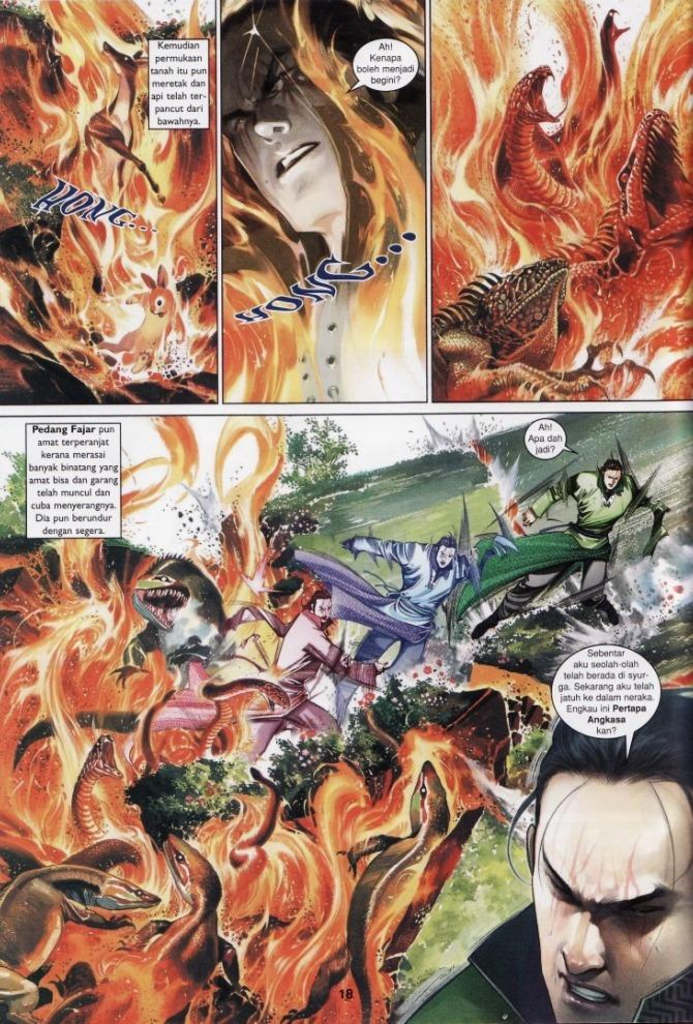 Kemudian
permukaan
tanah itu pun
meretak dan
api telah ter-
pancut dari
bawahnya.
HONG...
Ah!
Kenapa
boleh menjadi
begini?
HONG...
Pedang Fajar pun
amat terperanjat
kerana merasai
banyak binatang yang
amat bisa dan garang
telah muncul dan
cuba menyerangnya.
Dia pun berundur
dengan segera.
Ah!
Apa dah
jadi?
Sebentar
aku seolah-olah
telah berada di syur-
ga. Sekarang aku telah
jatuh ke dalam neraka.
Engkau ini Pertapa
Angkasa
kan?
18